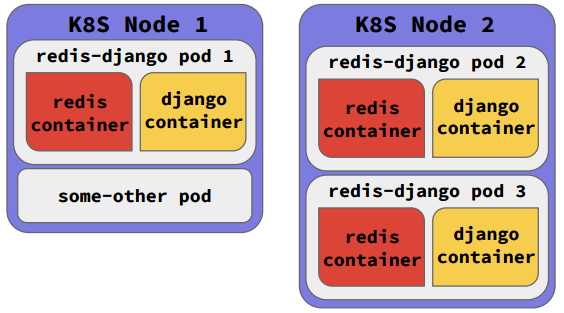 K8S Node 1
redis-django pod 1
redis
container
django
container
some-other pod
K8S Node 2
redis-django pod 2
redis
container
django
container
redis-django pod 3
redis
container
django
container